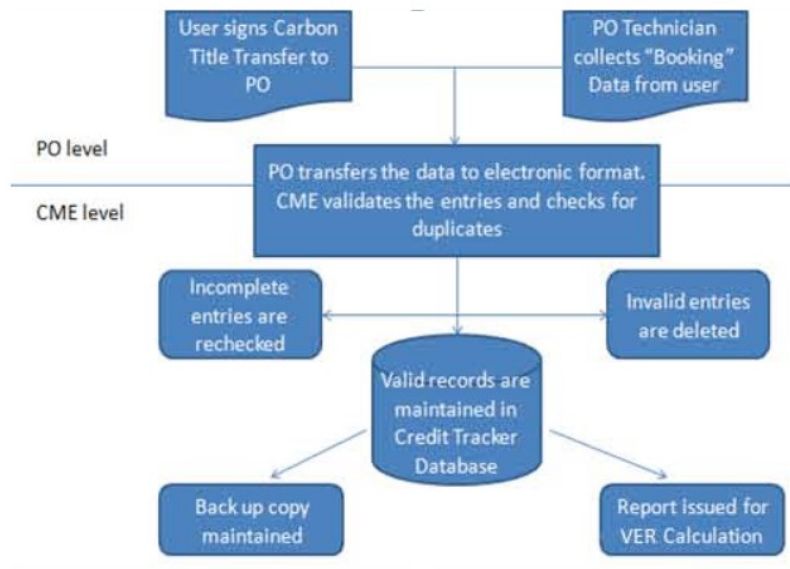 User signs Carbon
Title Transfer to
PO
PO Technician
collects “Booking”
Data from user
PO level
PO transfers the data to electronic format.
CME validates the entries and checks for
duplicates
CME level
Incomplete
entries are
rechecked
Invalid entries
are deleted
Valid records are
maintained in
Credit Tracker
Database
Back up copy
maintained
Report issued for
VER Calculation